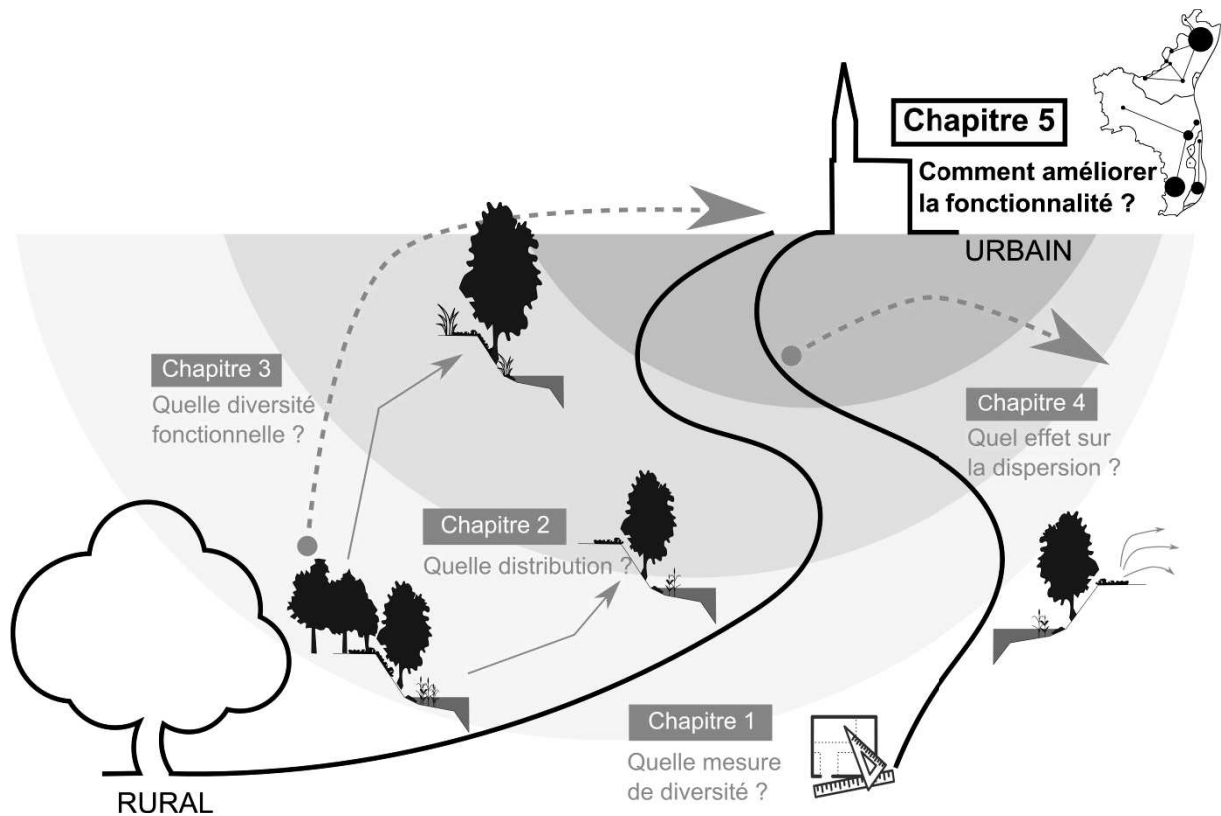 Chapitre 5
Comment améliorer
la fonctionnalité ?
URBAIN
Chapitre 3
Quelle diversité
fonctionnelle ?
Chapitre 4
Quel effet sur
la dispersion ?
Chapitre 2
Quelle distribution ?
Chapitre 1
Quelle mesure
de diversité ?
RURAL